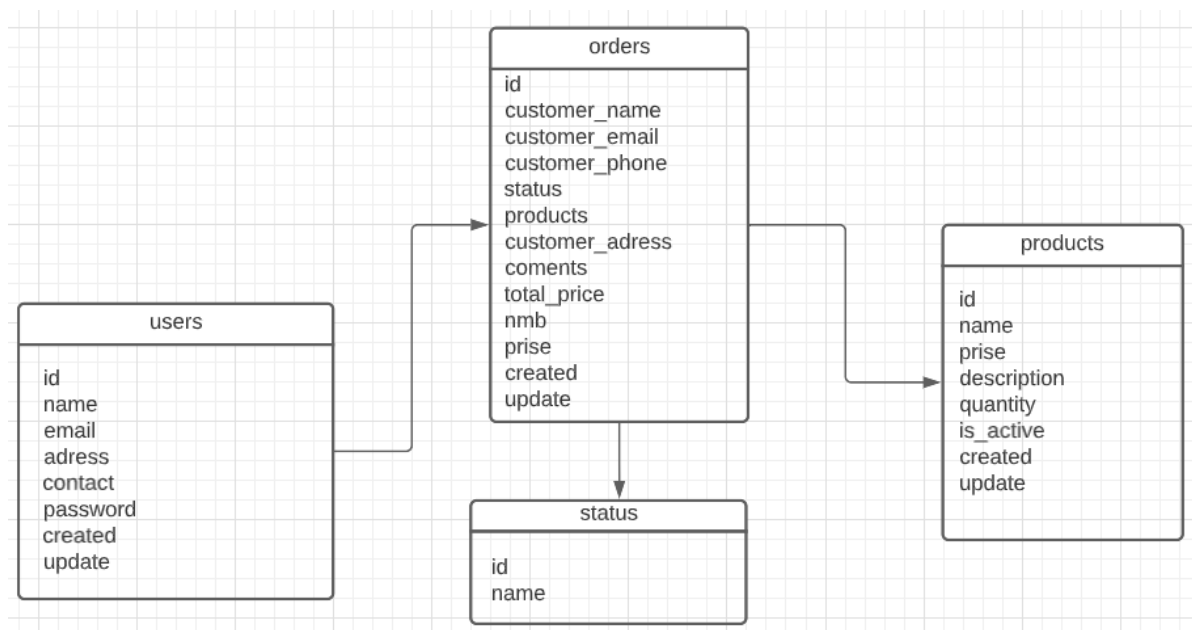 orders
id
customer_name
customer_email
customer_phone
status
products
customer_adress
coments
total_price
nmb
prise
created
update
users
id
name
email
adress
contact
password
created
update
products
id
name
prise
description
quantity
is_active
created
update
status
id
name